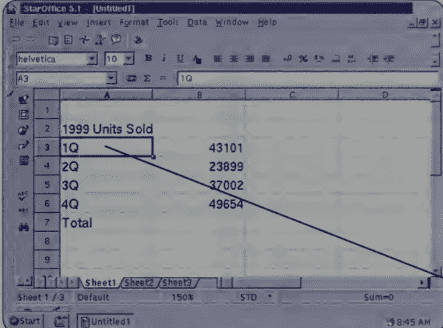 StarOffice 5.1 - [Untitled1]
File Edit View Insert Format Tools Data Window Help
helvetica 10 B i U A
A3 Σ = 1Q
A B C D
1
2 1999 Units Sold
3 1Q 43101
4 2Q 23899
5 3Q 37002
6 4Q 49654
7 Total
8
9
Sheet1 Sheet2 Sheet3
Sheet 1 / 3 Default 150% STD * Sum=0
Start Untitled1 8:45 AM